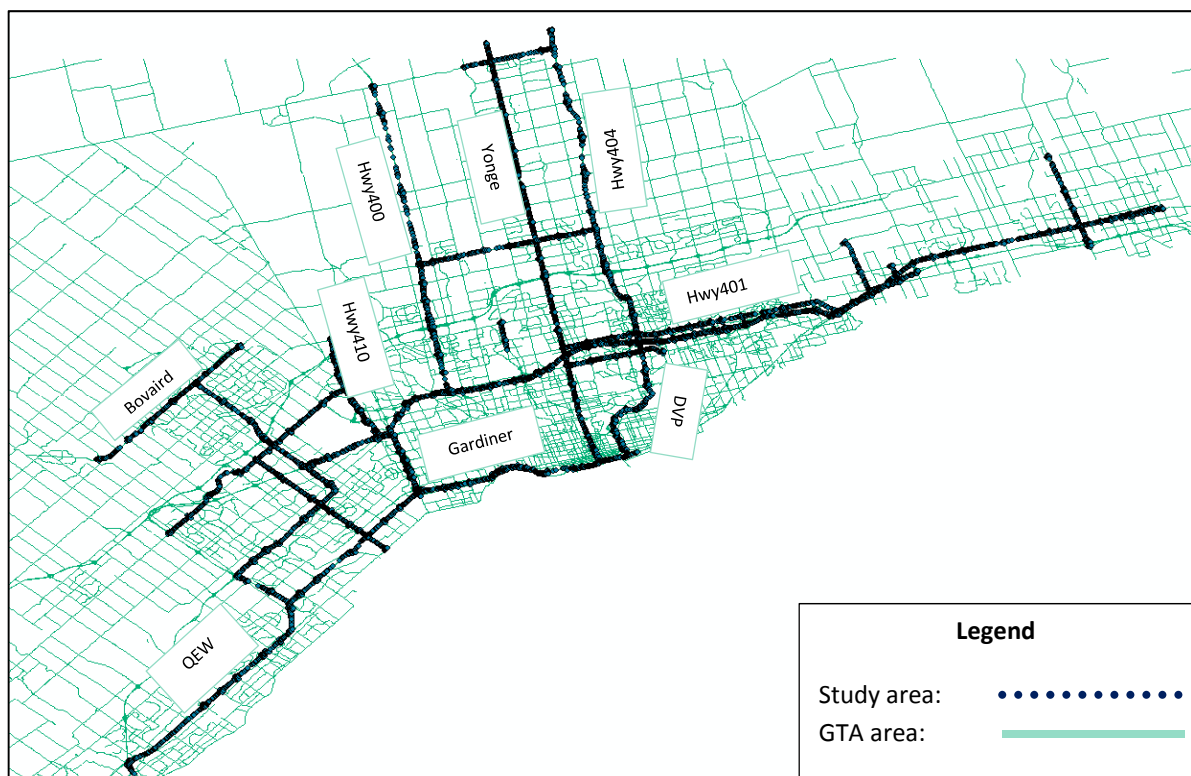 Hwy400
Yonge
Hwy404
Hwy401
Hwy410
Bovaird
Gardiner
DVP
QEW
Legend
Study area:
GTA area: